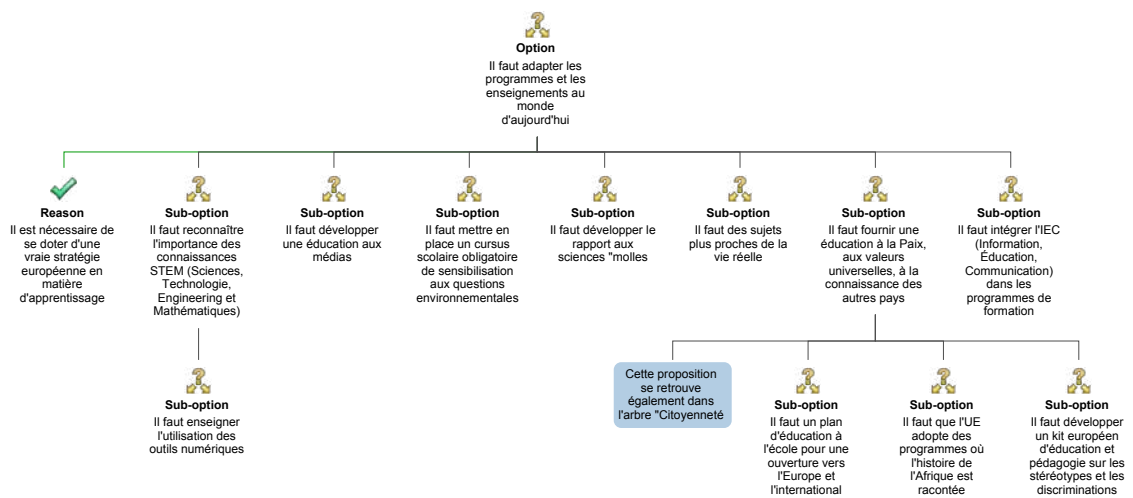 Option
Il faut adapter les
programmes et les
enseignements au
monde
d'aujourd'hui
Reason
Il est nécessaire de
se doter d'une
vraie stratégie
européenne en
matière
d'apprentissage
Sub-option
Il faut reconnaître
l'importance des
connaissances
STEM (Sciences,
Technologie,
Engineering et
Mathématiques)
Sub-option
Il faut développer
une éducation aux
médias
Sub-option
Il faut mettre en
place un cursus
scolaire obligatoire
de sensibilisation
aux questions
environnementales
Sub-option
Il faut développer le
rapport aux
sciences "molles
Sub-option
Il faut des sujets
plus proches de la
vie réelle
Sub-option
Il faut fournir une
éducation à la Paix,
aux valeurs
universelles, à la
connaissance des
autres pays
Sub-option
Il faut intégrer l'IEC
(Information,
Éducation,
Communication)
dans les
programmes de
formation
Sub-option
Il faut enseigner
l'utilisation des
outils numériques
Cette proposition
se retrouve
également dans
l'arbre "Citoyenneté
Sub-option
Il faut un plan
d'éducation à
l'école pour une
ouverture vers
l'Europe et
l'international
Sub-option
Il faut que l'UE
adopte des
programmes où
l'histoire de
l'Afrique est
racontée
Sub-option
Il faut développer
un kit européen
d'éducation et
pédagogie sur les
stéréotypes et les
discriminations